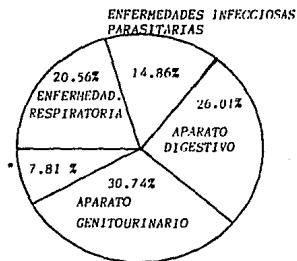 ENFERMEDADES INFECCIOSAS
PARASITARIAS
14.86%
20.56%
ENFERMEDAD.
RESPIRATORIA
26.01%
APARATO
DIGESTIVO
* 7.81 %
30.74%
APARATO
GENITOURINARIO